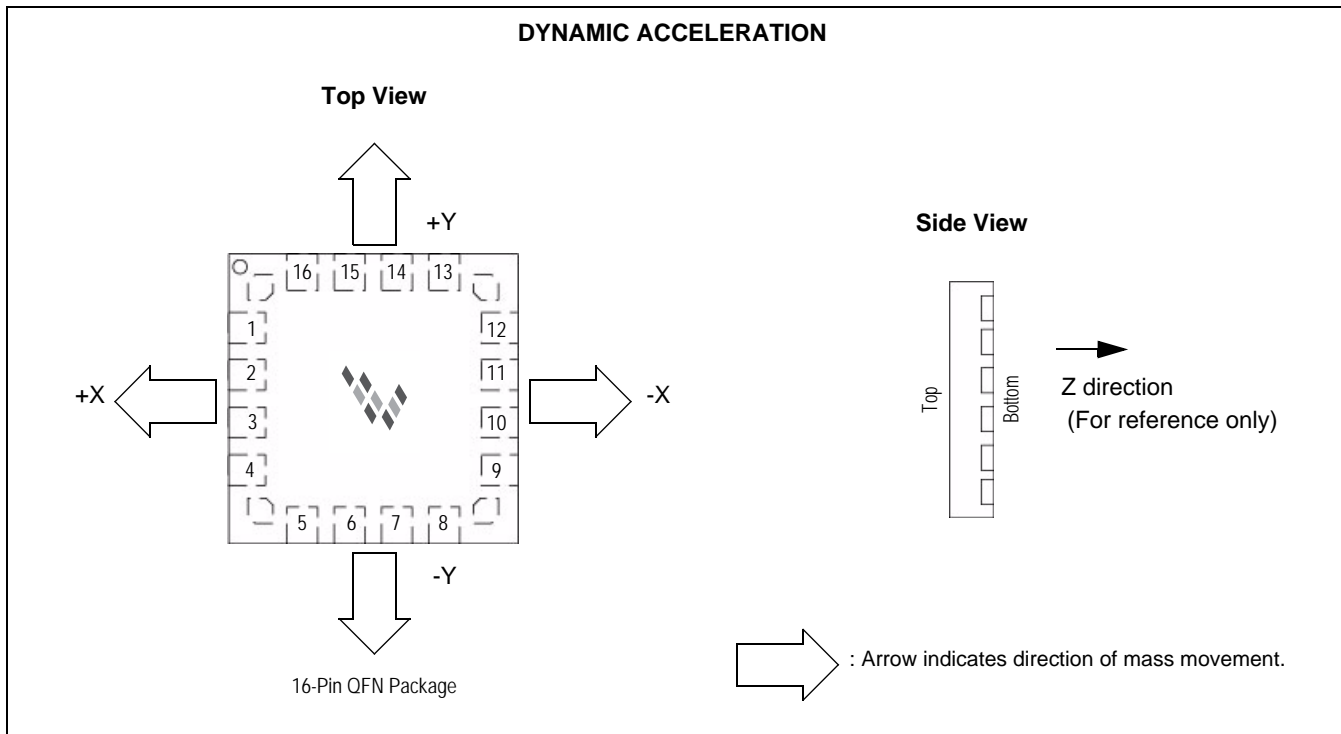 DYNAMIC ACCELERATION
Top View
+Y
16 15 14 13
1
2
3
4
12
11
10
9
5 6 7 8
+X
-X
-Y
16-Pin QFN Package
Side View
Top
Bottom
Z direction
(For reference only)
: Arrow indicates direction of mass movement.